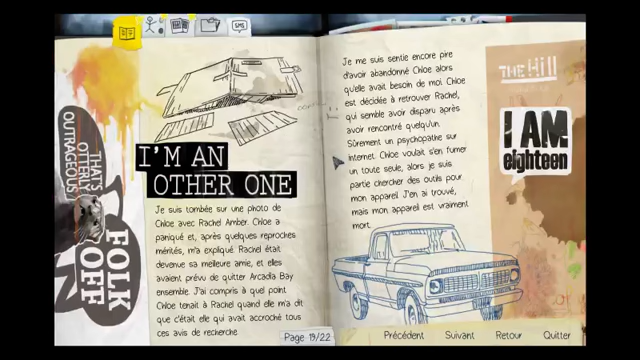 SMS
THAT'S
OTTERLY
OUTRAGEOUS
FOLK
OFF
I'M AN
OTHER ONE
Je suis tombée sur une photo de
Chloe avec Rachel Amber. Chloe a
paniqué et, après quelques reproches
mérités, m'a expliqué. Rachel était
devenue sa meilleure amie, et elles
avaient prévu de quitter Arcadia Bay
ensemble. J'ai compris à quel point
Chloe tenait à Rachel quand elle m'a dit
que c'était elle qui avait accroché tous
ces avis de recherche
Je me suis sentie encore pire
d'avoir abandonné Chloe alors
qu'elle avait besoin de moi. Chloe
est décidée à retrouver Rachel,
qui semble avoir disparu après
avoir rencontré quelqu'un.
Sûrement un psychopathe sur
internet. Chloe voulait s'en fumer
un toute seule, alors je suis
partie chercher des outils pour
mon appareil. J'en ai trouvé,
mais mon appareil est vraiment
mort.
THE Hill
I AM
eighteen
Page 19/22
Précédent
Suivant
Retour
Quitter